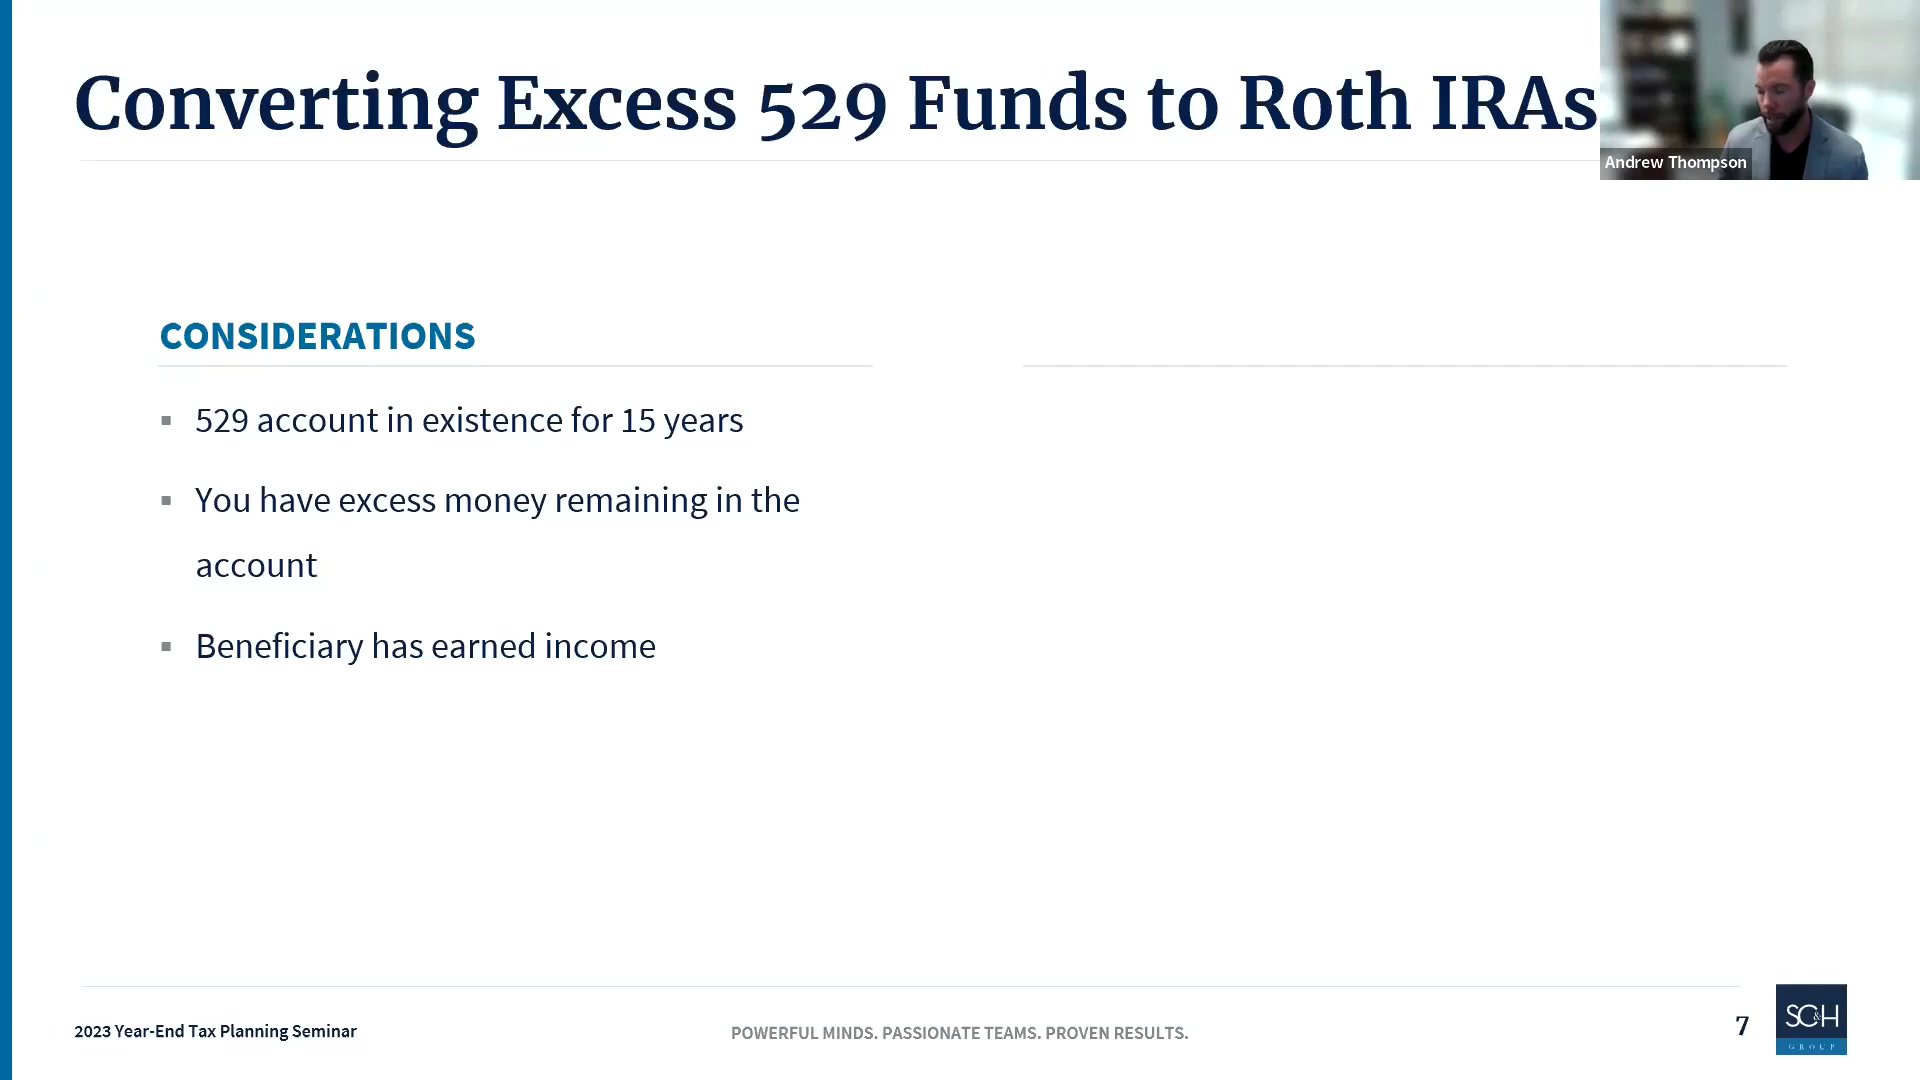 Converting Excess 529 Funds to Roth IRAs
Andrew Thompson
CONSIDERATIONS
▪ 529 account in existence for 15 years
▪ You have excess money remaining in the
account
▪ Beneficiary has earned income
2023 Year-End Tax Planning Seminar
POWERFUL MINDS. PASSIONATE TEAMS. PROVEN RESULTS.
7
SC&H
GROUP